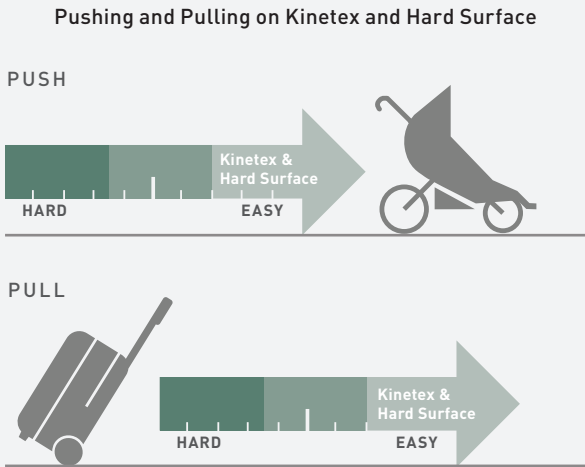 Pushing and Pulling on Kinetex and Hard Surface
PUSH
Kinetex &
Hard Surface
HARD
EASY
PULL
Kinetex &
Hard Surface
HARD
EASY